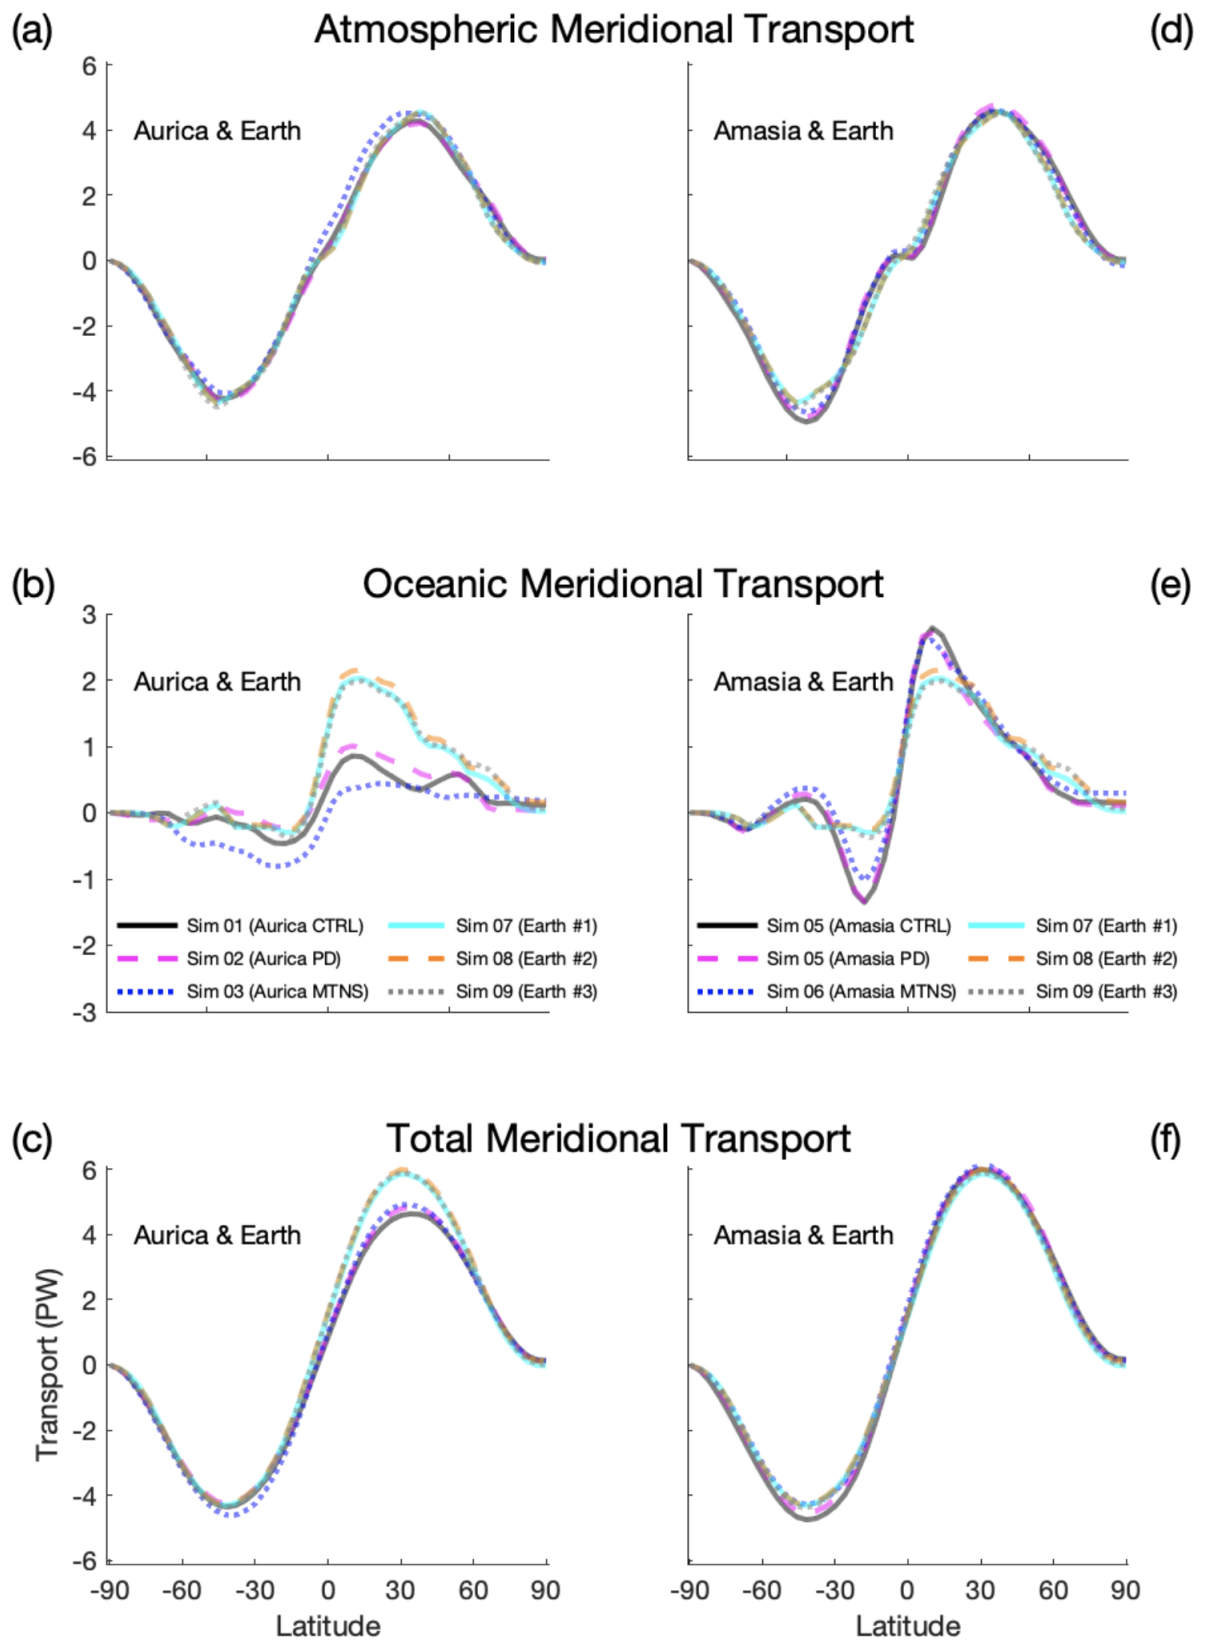 (a) Atmospheric Meridional Transport (d)
6
4
2
0
-2
-4
-6
Aurica & Earth
Amasia & Earth
(b) Oceanic Meridional Transport (e)
3
2
1
0
-1
-2
-3
Aurica & Earth
Amasia & Earth
Sim 01 (Aurica CTRL) Sim 07 (Earth #1)
Sim 02 (Aurica PD) Sim 08 (Earth #2)
Sim 03 (Aurica MTNS) Sim 09 (Earth #3)
Sim 05 (Amasia CTRL) Sim 07 (Earth #1)
Sim 05 (Amasia PD) Sim 08 (Earth #2)
Sim 06 (Amasia MTNS) Sim 09 (Earth #3)
(c) Total Meridional Transport (f)
6
4
2
0
-2
-4
-6
Transport (PW)
Aurica & Earth
Amasia & Earth
-90 -60 -30 0 30 60 90
Latitude
-90 -60 -30 0 30 60 90
Latitude